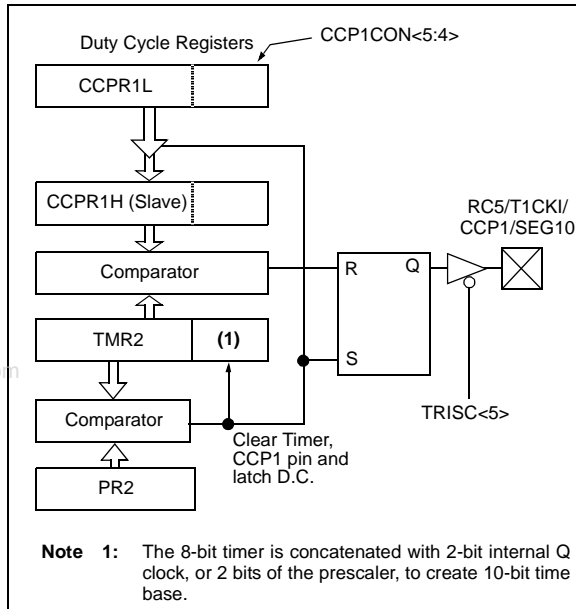 Duty Cycle Registers
CCP1CON<5:4>
CCPR1L
CCPR1H (Slave)
RC5/T1CKI/
CCP1/SEG10
Comparator
R
Q
TMR2
(1)
S
om
Comparator
TRISC<5>
Clear Timer,
CCP1 pin and
latch D.C.
PR2
Note 1: The 8-bit timer is concatenated with 2-bit internal Q
clock, or 2 bits of the prescaler, to create 10-bit time
base.